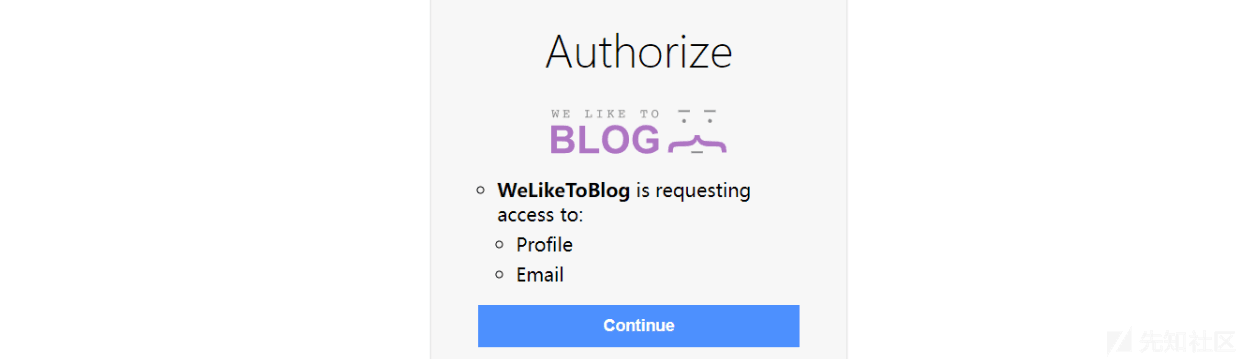 Authorize
WE LIKE TO
BLOG
WeLikeToBlog is requesting
access to:
Profile
Email
Continue
先知社区